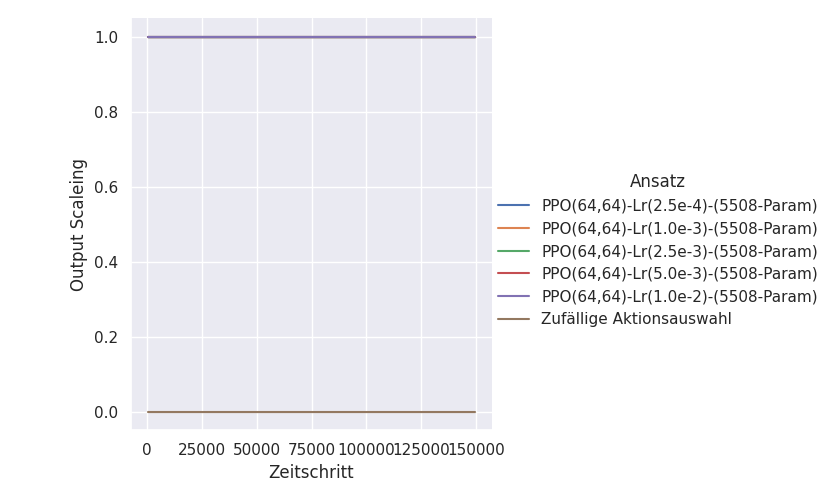 1.0
0.8
0.6
0.4
0.2
0.0
Output Scaleing
0 25000 50000 75000 100000 125000 150000
Zeitschritt
Ansatz
PPO(64,64)-Lr(2.5e-4)-(5508-Param)
PPO(64,64)-Lr(1.0e-3)-(5508-Param)
PPO(64,64)-Lr(2.5e-3)-(5508-Param)
PPO(64,64)-Lr(5.0e-3)-(5508-Param)
PPO(64,64)-Lr(1.0e-2)-(5508-Param)
Zufällige Aktionsauswahl